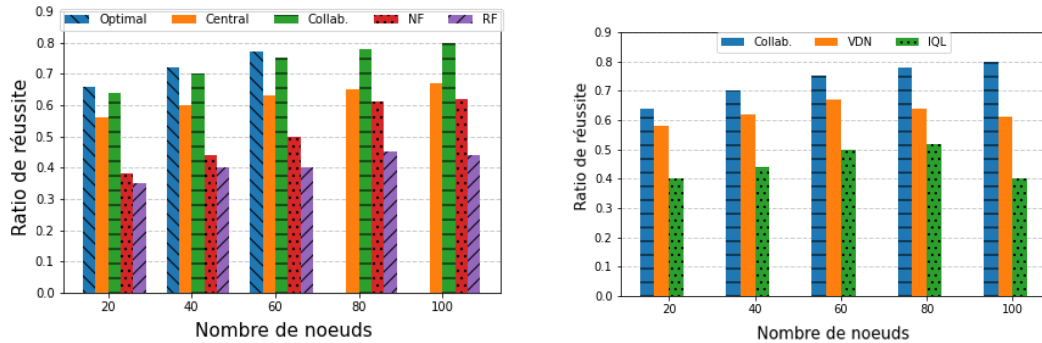 Optimal Central Collab. NF RF
Ratio de réussite
0.9
0.8
0.7
0.6
0.5
0.4
0.3
0.2
0.1
0.0
20 40 60 80 100
Nombre de noeuds
Collab. VDN IQL
Ratio de réussite
0.9
0.8
0.7
0.6
0.5
0.4
0.3
0.2
0.1
0.0
20 40 60 80 100
Nombre de noeuds